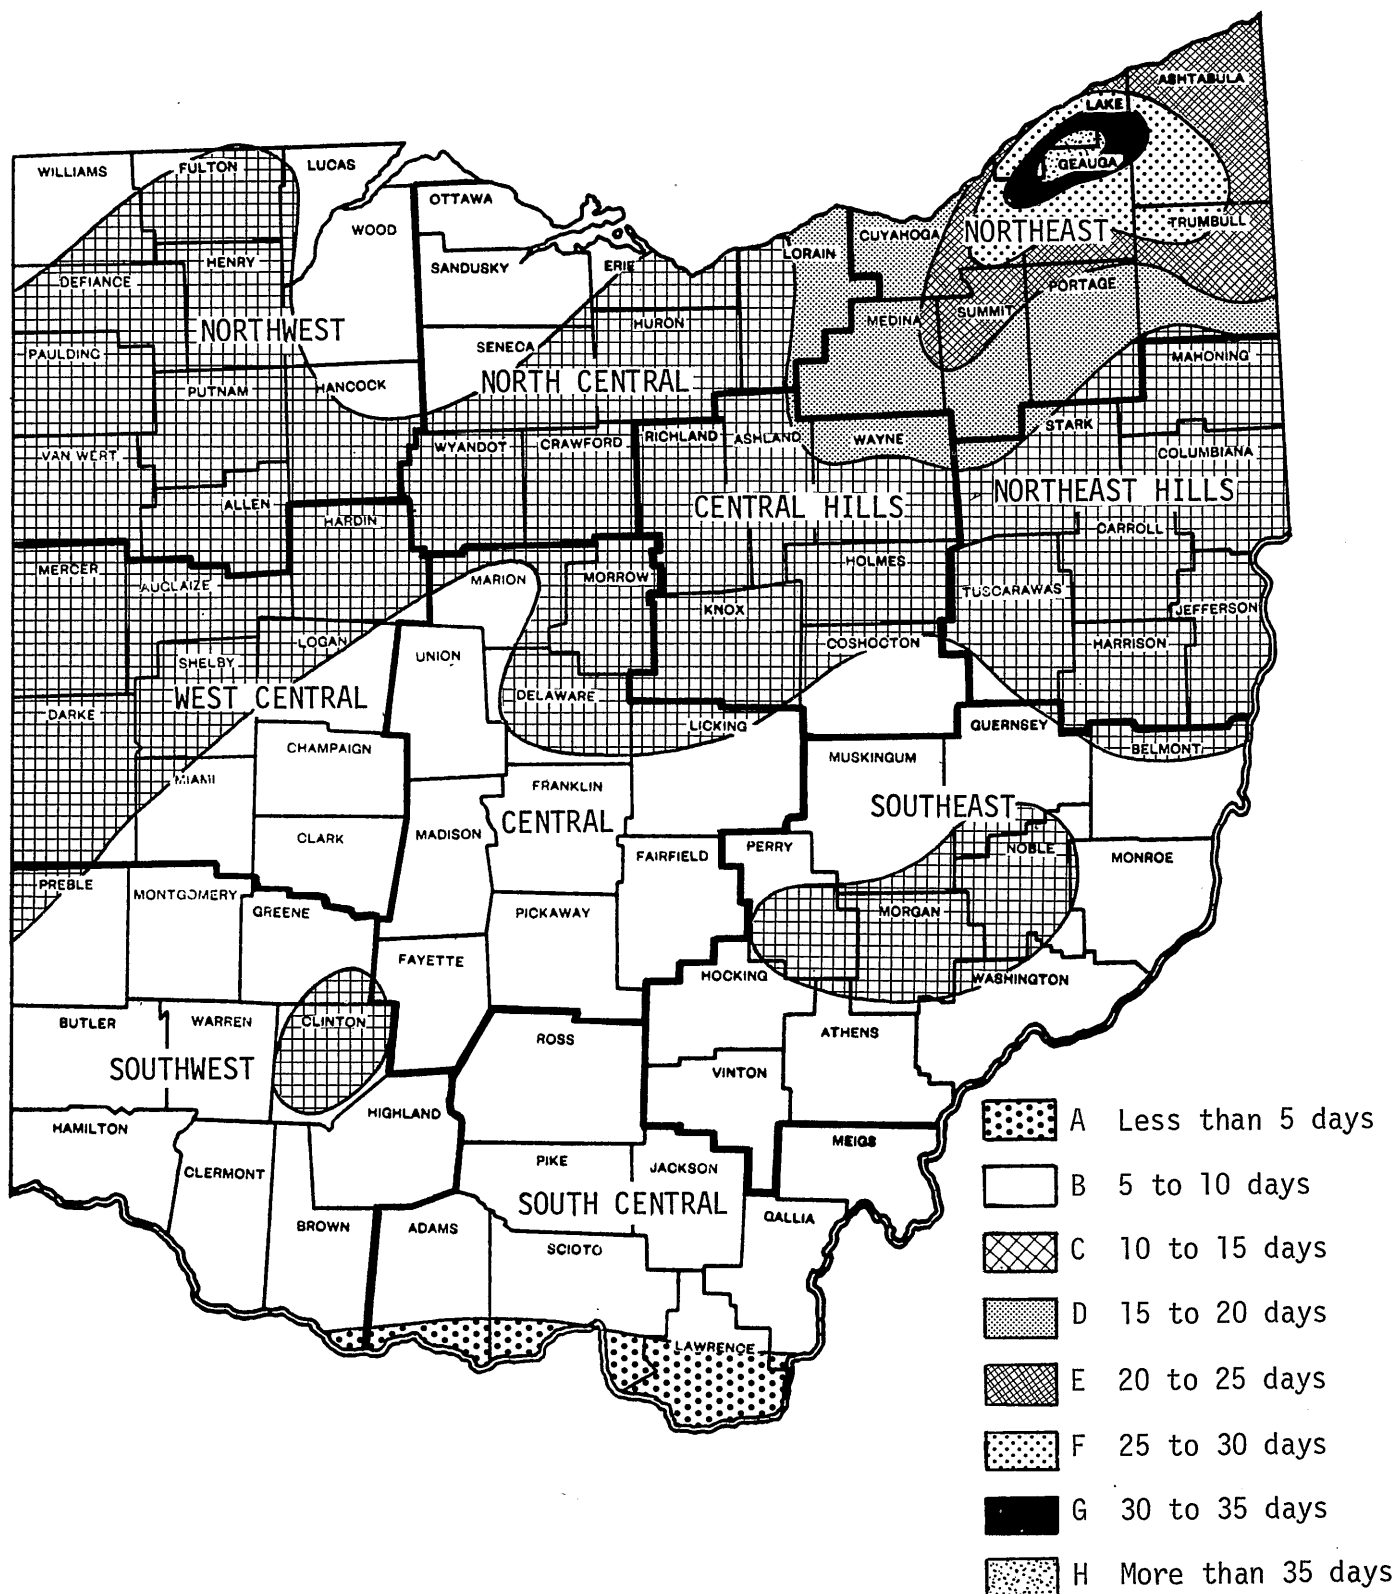 ASHTABULA
LAKE
GEAUGA
TRUMBULL
NORTHEAST
CUYAHOGA
LORAIN
WILLIAMS
FULTON
LUCAS
OTTAWA
WOOD
SANDUSKY
ERIE
HENRY
DEFIANCE
NORTHWEST
PAULDING
PUTNAM
HANCOCK
SENECA
HURON
NORTH CENTRAL
MEDINA
SUMMIT
PORTAGE
MAHONING
VAN WERT
ALLEN
HARDIN
WYANDOT
CRAWFORD
RICHLAND
ASHLAND
WAYNE
STARK
COLUMBIANA
CENTRAL HILLS
NORTHEAST HILLS
CARROLL
MERCER
AUGLAIZE
MARION
MORROW
HOLMES
KNOX
TUSCARAWAS
JEFFERSON
HARRISON
COSHOCTON
LOGAN
SHELBY
UNION
DELAWARE
WEST CENTRAL
DARKE
LICKING
GUERNSEY
BELMONT
CHAMPAIGN
MIAMI
FRANKLIN
MUSKINGUM
CENTRAL
SOUTHEAST
CLARK
MADISON
FAIRFIELD
PERRY
NOBLE
MONROE
PREBLE
MONTGOMERY
GREENE
PICKAWAY
MORGAN
FAYETTE
HOCKING
WASHINGTON
BUTLER
WARREN
CLINTON
ROSS
ATHENS
SOUTHWEST
VINTON
HIGHLAND
HAMILTON
CLERMONT
PIKE
JACKSON
MEIGS
SOUTH CENTRAL
BROWN
ADAMS
SCIOTO
GALLIA
LAWRENCE
A Less than 5 days
B 5 to 10 days
C 10 to 15 days
D 15 to 20 days
E 20 to 25 days
F 25 to 30 days
G 30 to 35 days
H More than 35 days